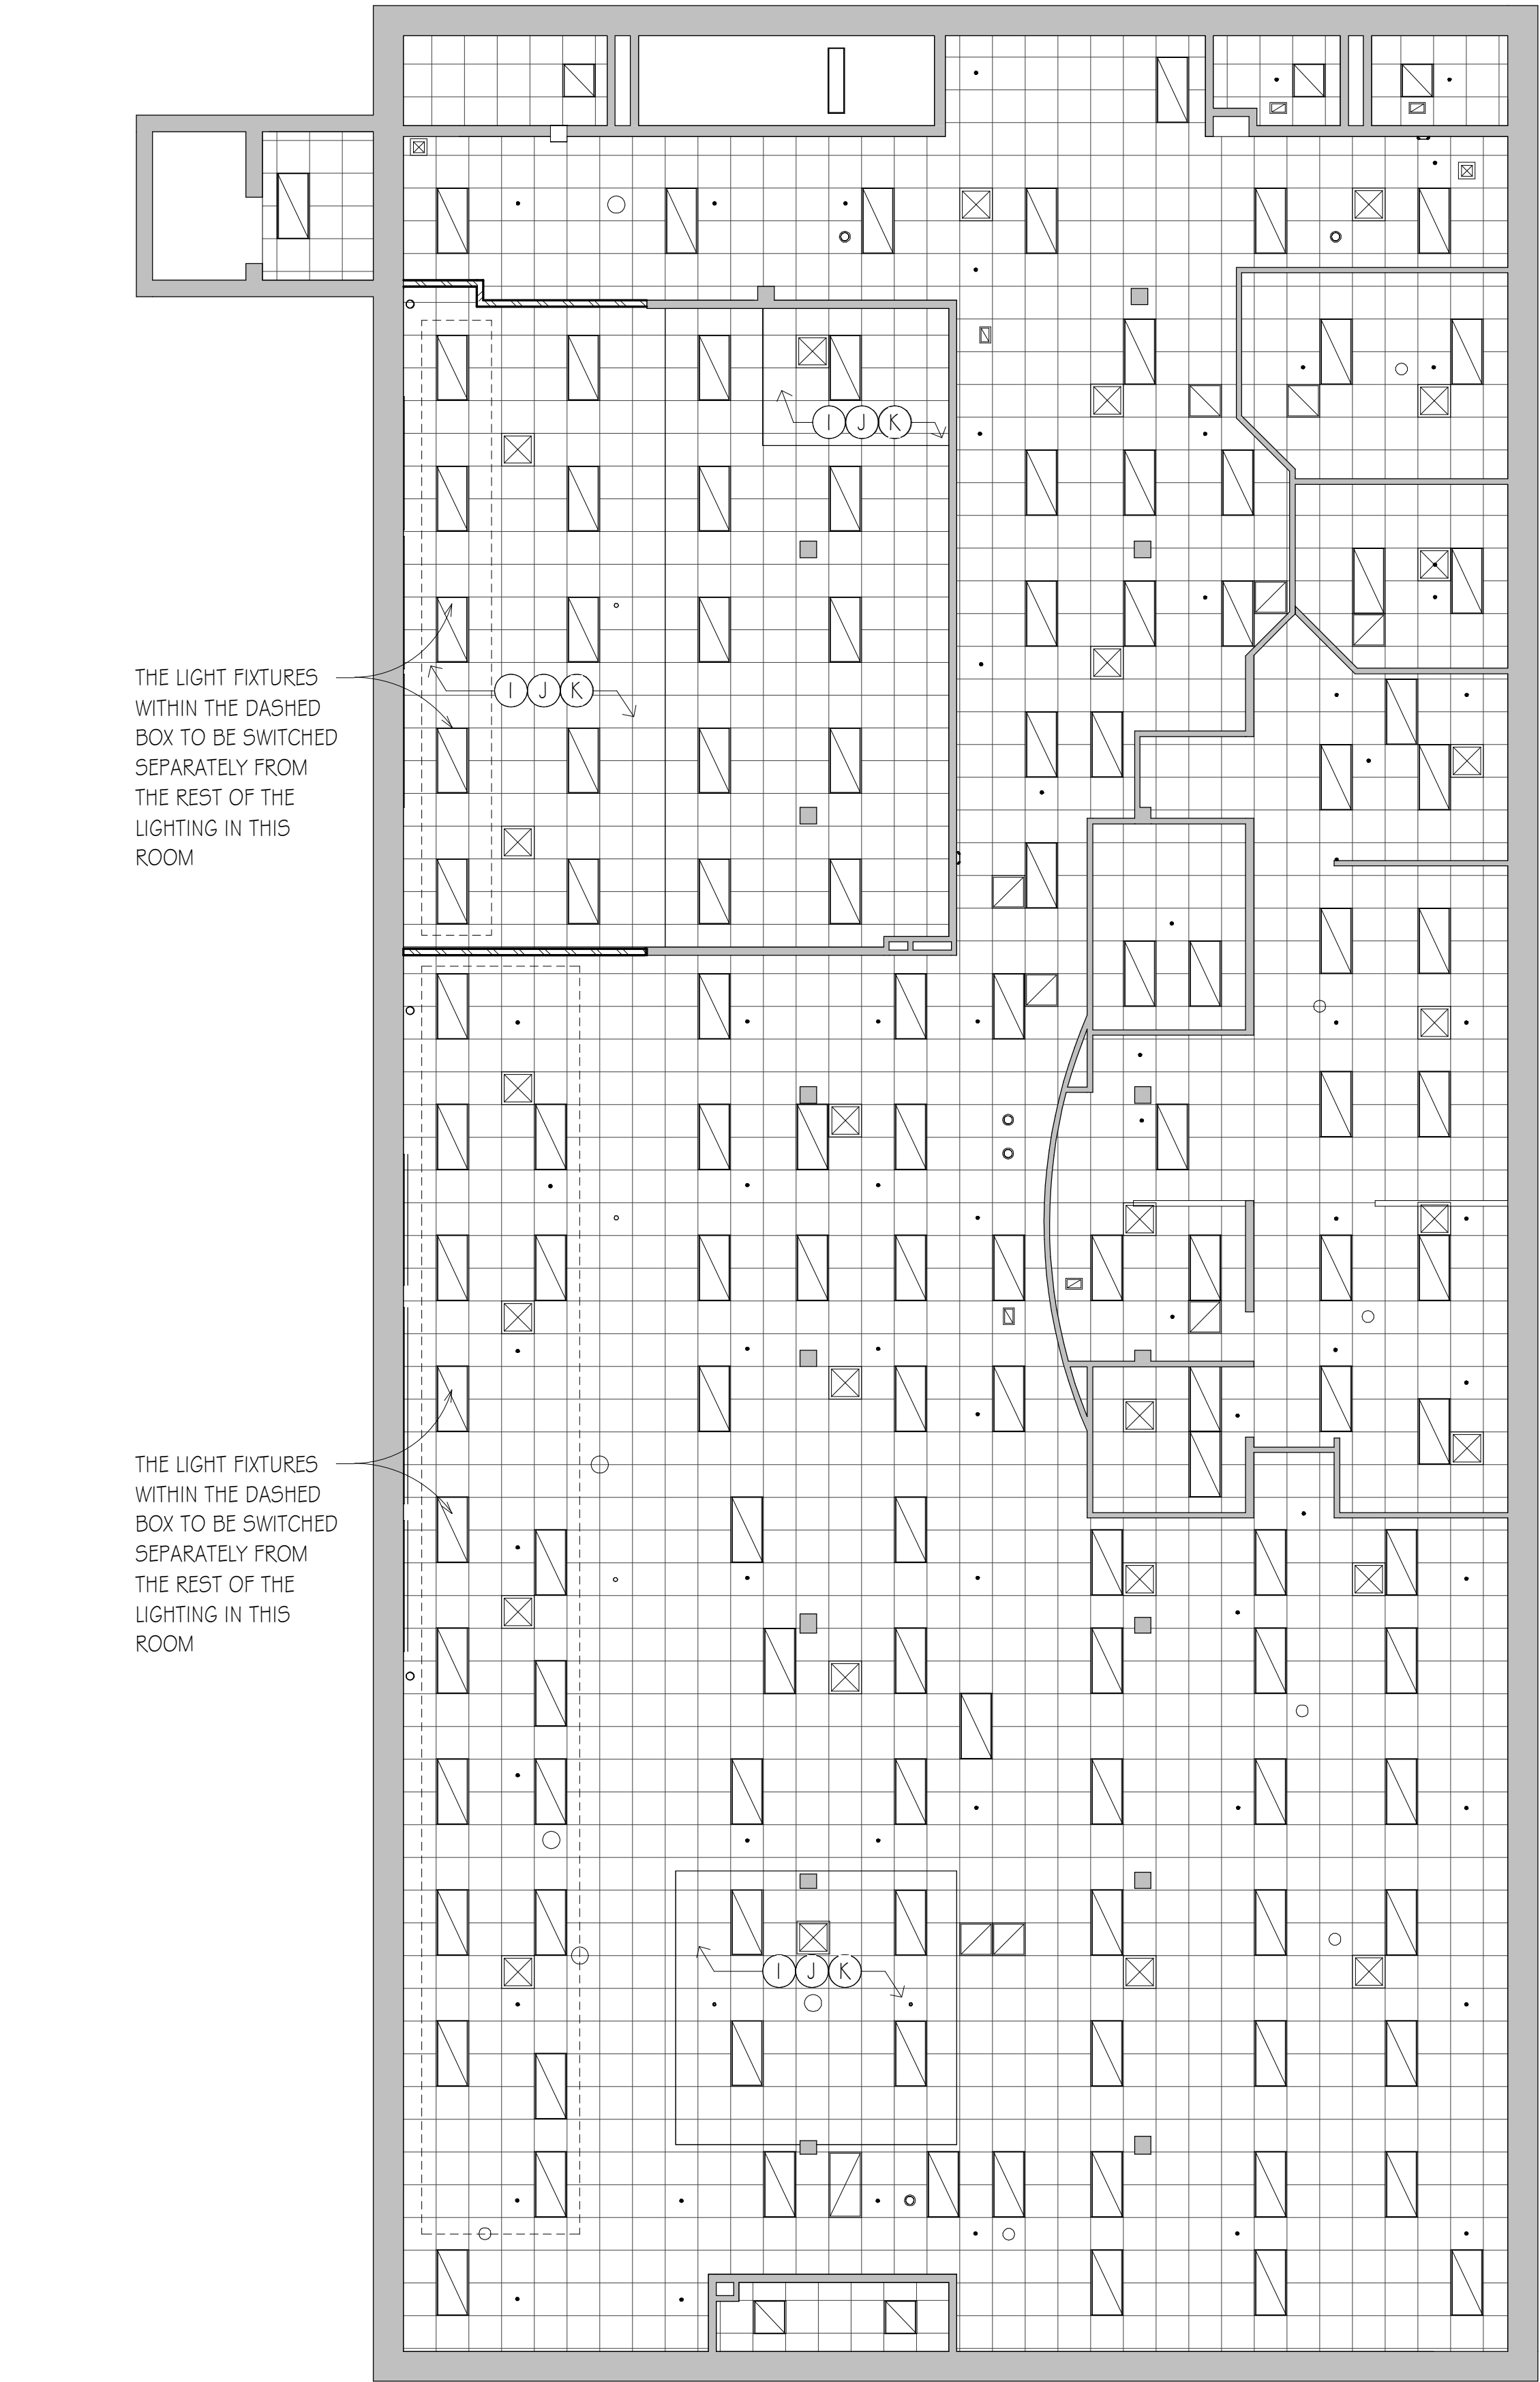 I J K
THE LIGHT FIXTURES
WITHIN THE DASHED
BOX TO BE SWITCHED
SEPARATELY FROM
THE REST OF THE
LIGHTING IN THIS
ROOM
I J K
THE LIGHT FIXTURES
WITHIN THE DASHED
BOX TO BE SWITCHED
SEPARATELY FROM
THE REST OF THE
LIGHTING IN THIS
ROOM
I J K